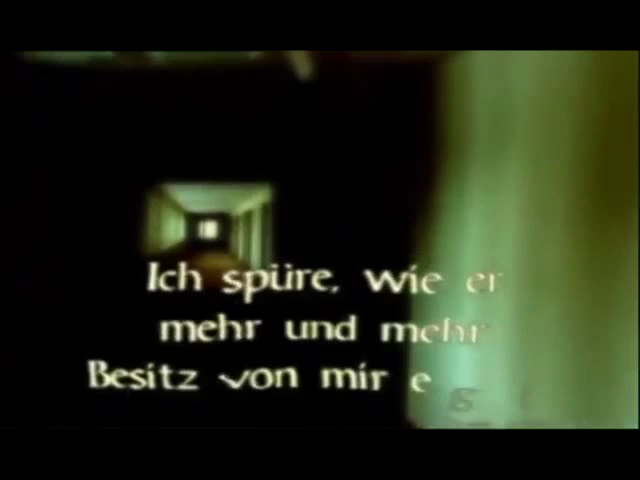 Ich spüre, wie er
mehr und mehr
Besitz von mir